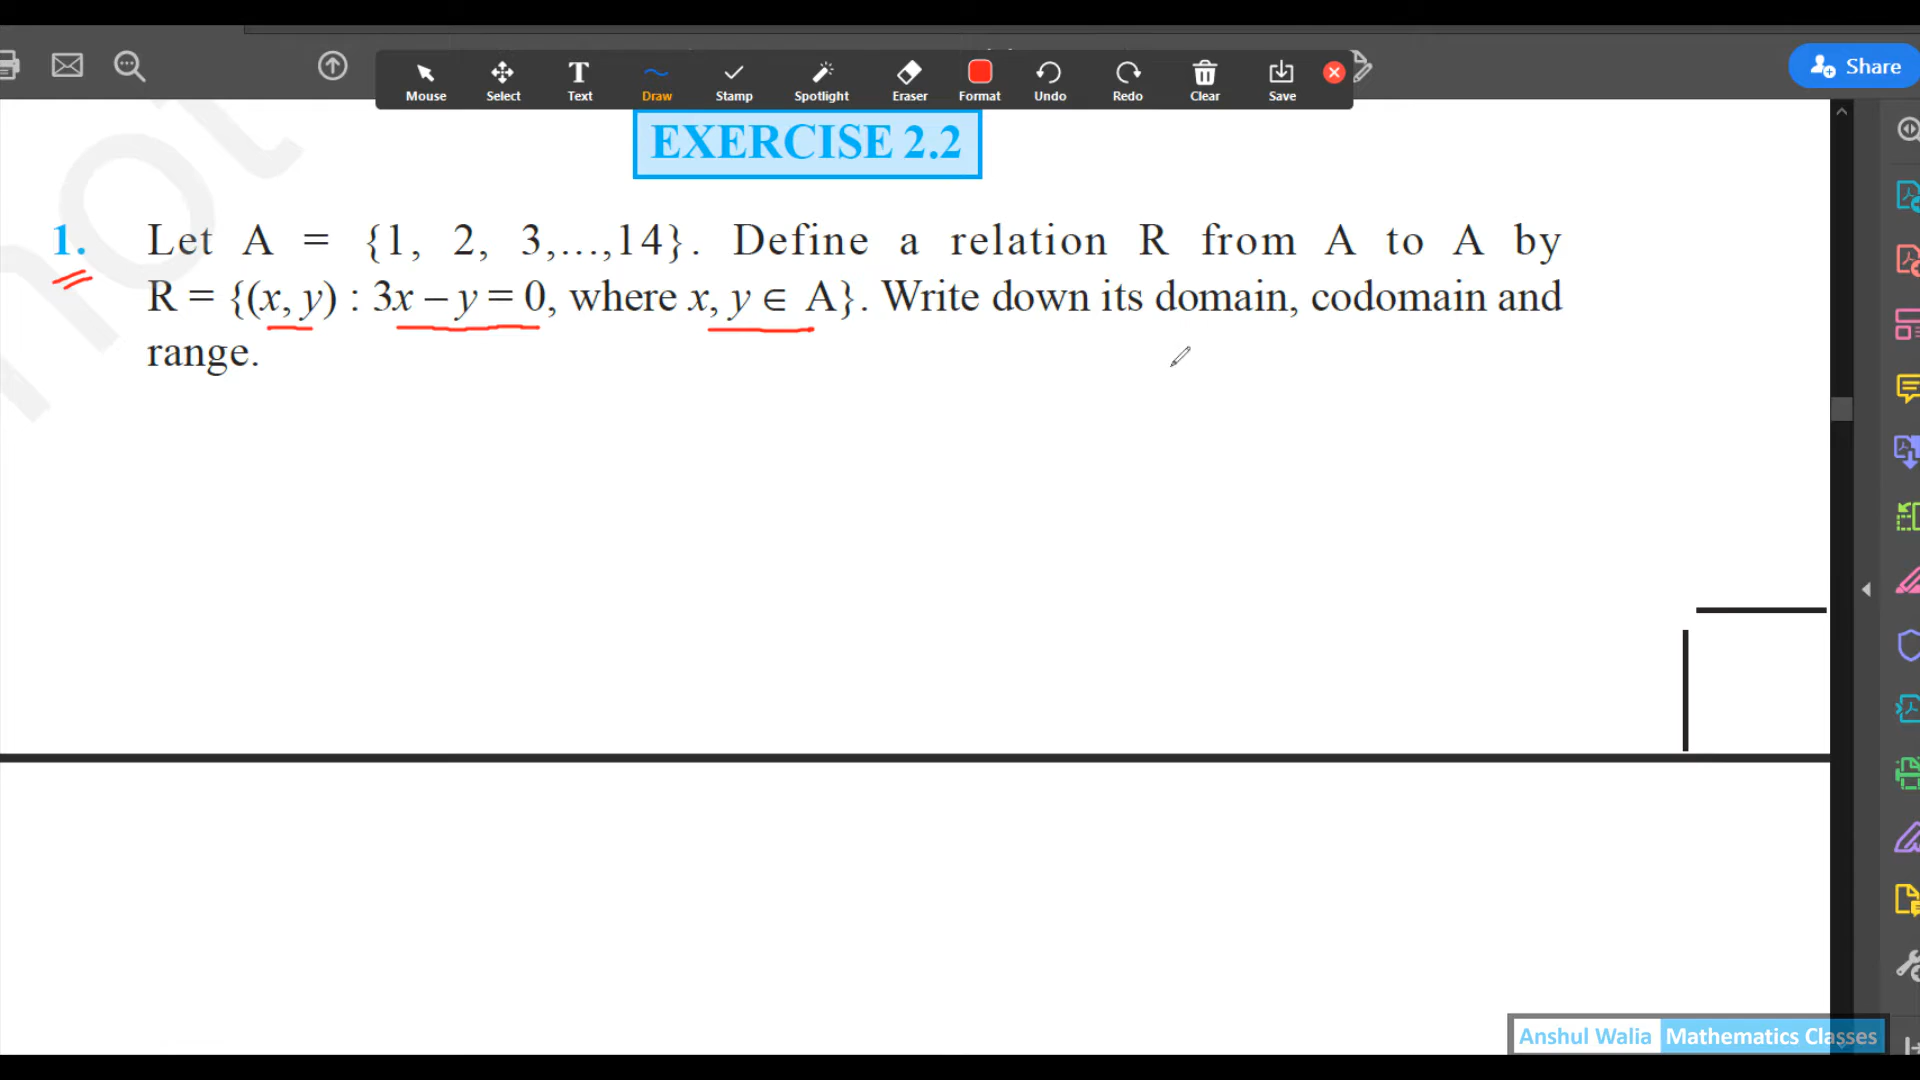 Share
Mouse Select Text Draw Stamp Spotlight Eraser Format Undo Redo Clear Save
EXERCISE 2.2
1. Let A = {1, 2, 3,...,14}. Define a relation R from A to A by
R = {(x, y) : 3x – y = 0, where x, y ∈ A}. Write down its domain, codomain and
range.
Anshul Walia Mathematics Classes